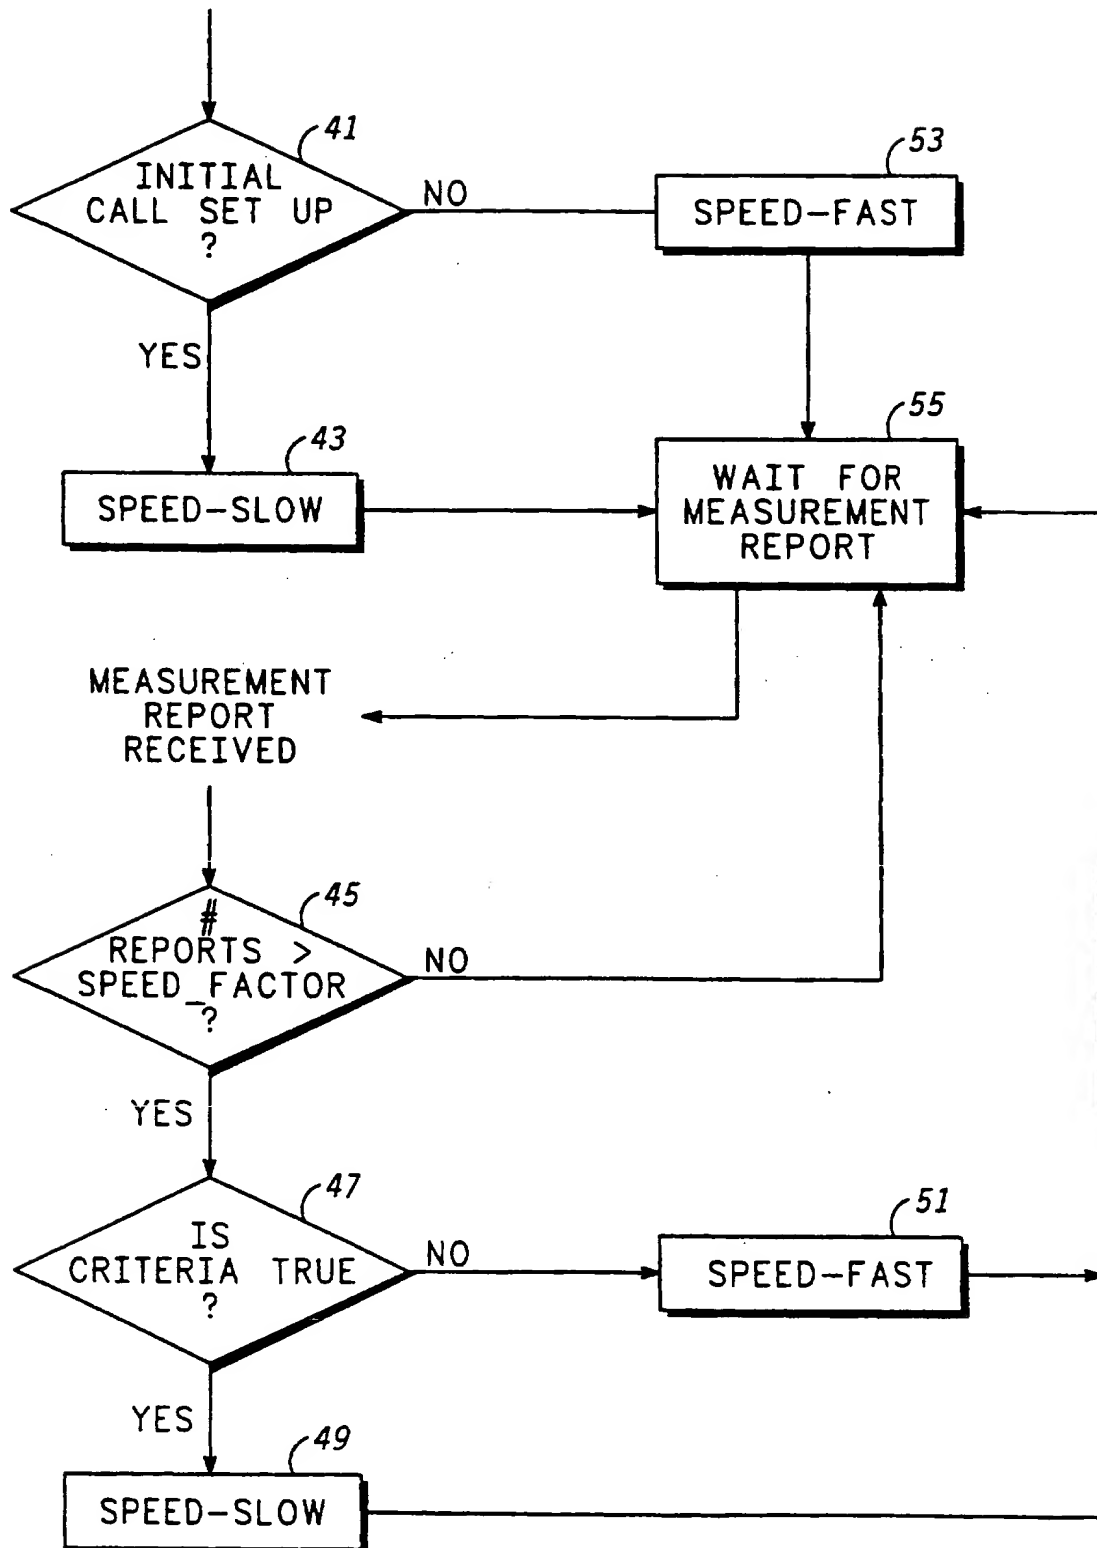 41
INITIAL
CALL SET UP
?
NO
YES
53
SPEED-FAST
43
SPEED-SLOW
55
WAIT FOR
MEASUREMENT
REPORT
MEASUREMENT
REPORT
RECEIVED
45
#
REPORTS >
SPEED_FACTOR
?
NO
YES
47
IS
CRITERIA TRUE
?
NO
YES
51
SPEED-FAST
49
SPEED-SLOW